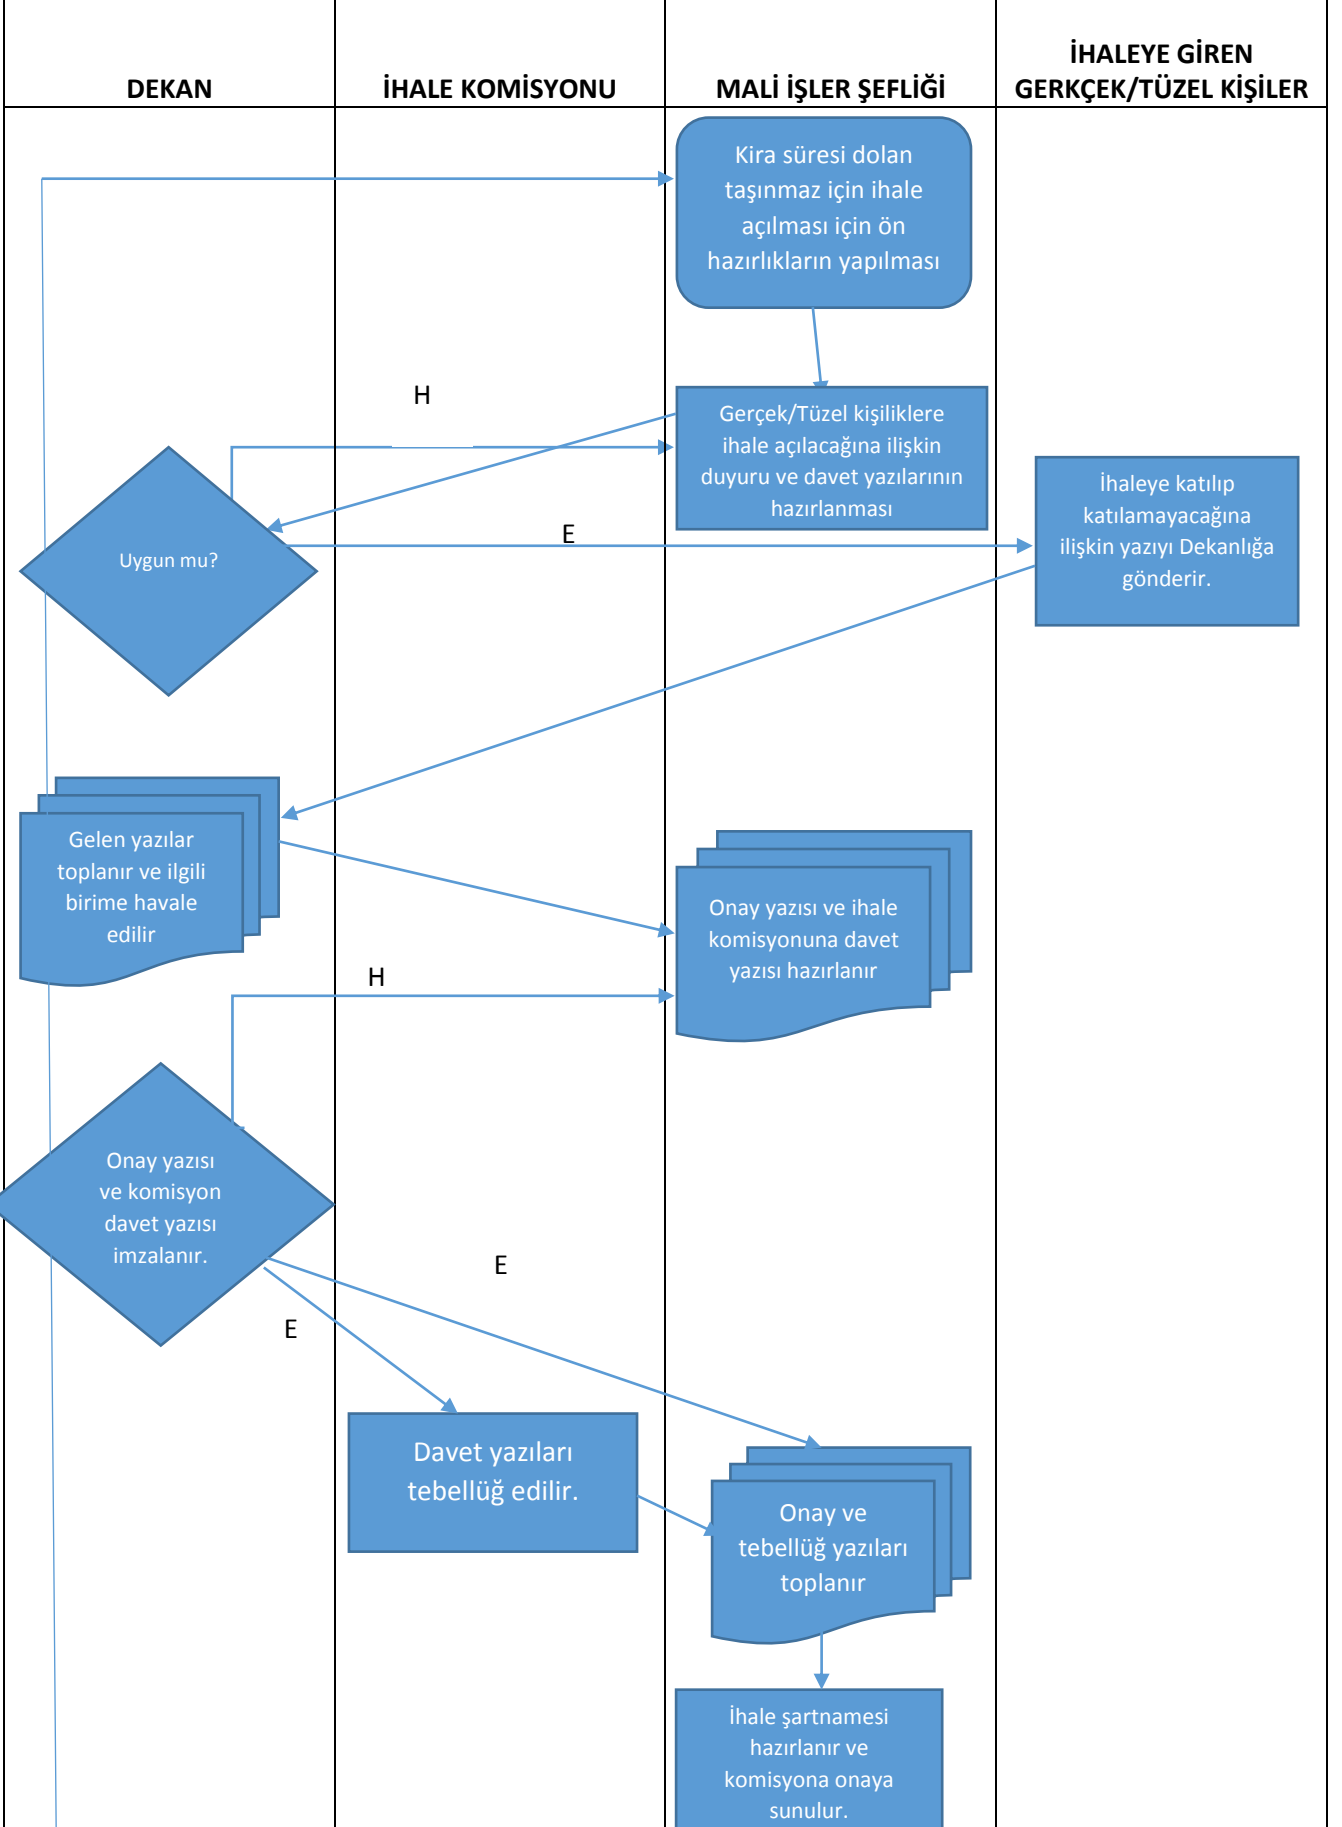 DEKAN
İHALE KOMİSYONU
MALİ İŞLER ŞEFLİĞİ
İHALEYE GİREN
GERKÇEK/TÜZEL KİŞİLER
Kira süresi dolan
taşınmaz için ihale
açılması için ön
hazırlıkların yapılması
H
Gerçek/Tüzel kişiliklere
ihale açılacağına ilişkin
duyuru ve davet yazılarının
hazırlanması
İhaleye katılıp
katılamayacağına
ilişkin yazıyı Dekanlığa
gönderir.
E
Uygun mu?
Gelen yazılar
toplanır ve ilgili
birime havale
edilir
Onay yazısı ve ihale
komisyonuna davet
yazısı hazırlanır
H
Onay yazısı
ve komisyon
davet yazısı
imzalanır.
E
E
Davet yazıları
tebellüğ edilir.
Onay ve
tebellüğ yazıları
toplanır
İhale şartnamesi
hazırlanır ve
komisyona onaya
sunulur.